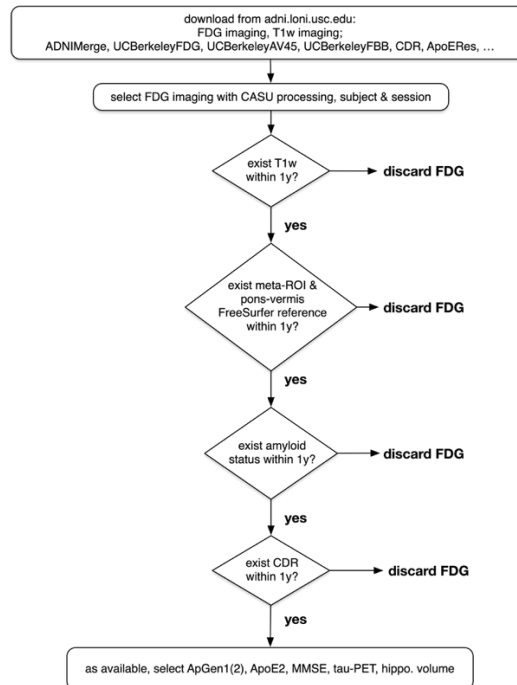 download from adni.loni.usc.edu:
FDG imaging, T1w imaging;
ADNIMerge, UCBerkeleyFDG, UCBerkeleyAV45, UCBerkeleyFBB, CDR, ApoERes, ...
select FDG imaging with CASU processing, subject & session
exist T1w
within 1y?
discard FDG
yes
exist meta-ROI &
pons-vermis
FreeSurfer reference
within 1y?
discard FDG
yes
exist amyloid
status within 1y?
discard FDG
yes
exist CDR
within 1y?
discard FDG
yes
as available, select ApGen1(2), ApoE2, MMSE, tau-PET, hippo. volume